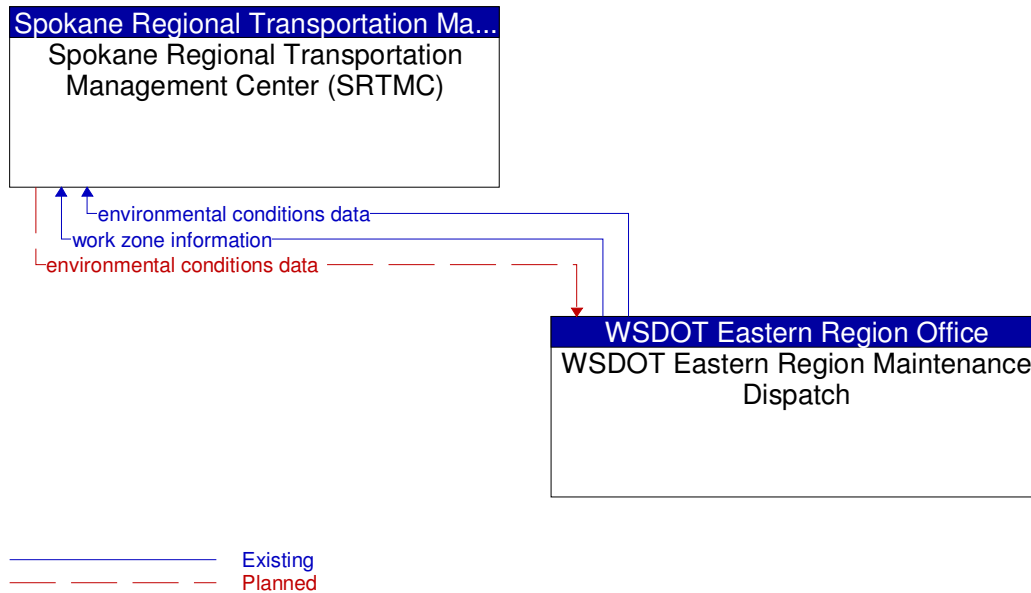 Spokane Regional Transportation Ma...
Spokane Regional Transportation
Management Center (SRTMC)
environmental conditions data
work zone information
environmental conditions data
WSDOT Eastern Region Office
WSDOT Eastern Region Maintenance
Dispatch
Existing
Planned